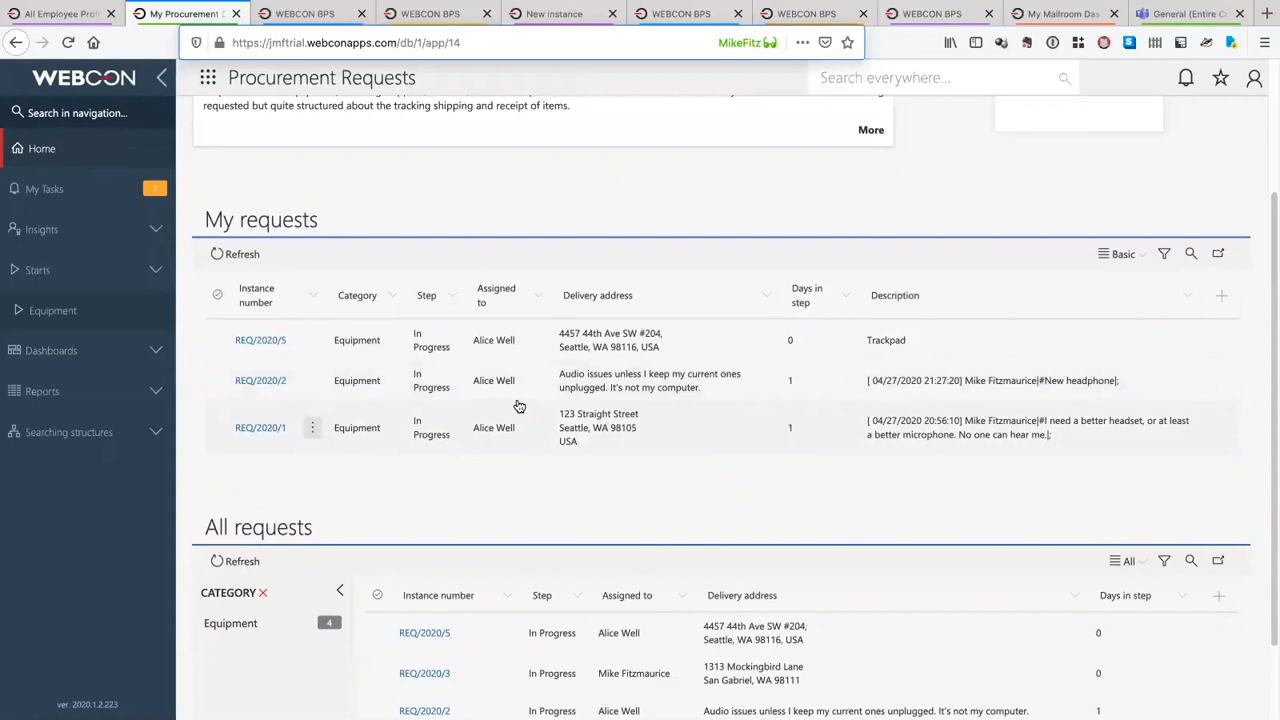 All Employee Prof
My Procurement D
WEBCON BPS
WEBCON BPS
New instance
WEBCON BPS
WEBCON BPS
WEBCON BPS
My Mailroom Das
General (Entire C
https://jmftrial.webconapps.com/db/1/app/14
MikeFitz
WEBCON
Procurement Requests
Search everywhere...
Search in navigation...
requested but quite structured about the tracking shipping and receipt of items.
More
Home
My Tasks
1
Insights
Starts
Equipment
Dashboards
Reports
Searching structures
ver. 2020.1.2.223
My requests
Refresh
Basic
Instance number
Category
Step
Assigned to
Delivery address
Days in step
Description
REQ/2020/5
Equipment
In Progress
Alice Well
4457 44th Ave SW #204,
Seattle, WA 98116, USA
0
Trackpad
REQ/2020/2
Equipment
In Progress
Alice Well
Audio issues unless I keep my current ones
unplugged. It's not my computer.
1
[ 04/27/2020 21:27:20] Mike Fitzmaurice|#New headphone|;
REQ/2020/1
Equipment
In Progress
Alice Well
123 Straight Street
Seattle, WA 98105
USA
1
[ 04/27/2020 20:56:10] Mike Fitzmaurice|#I need a better headset, or at least
a better microphone. No one can hear me.|;
All requests
Refresh
All
CATEGORY
Equipment
4
Instance number
Step
Assigned to
Delivery address
Days in step
REQ/2020/5
In Progress
Alice Well
4457 44th Ave SW #204,
Seattle, WA 98116, USA
0
REQ/2020/3
In Progress
Mike Fitzmaurice
1313 Mockingbird Lane
San Gabriel, WA 98111
0
REQ/2020/2
In Progress
Alice Well
Audio issues unless I keep my current ones unplugged. It's not my computer.
1